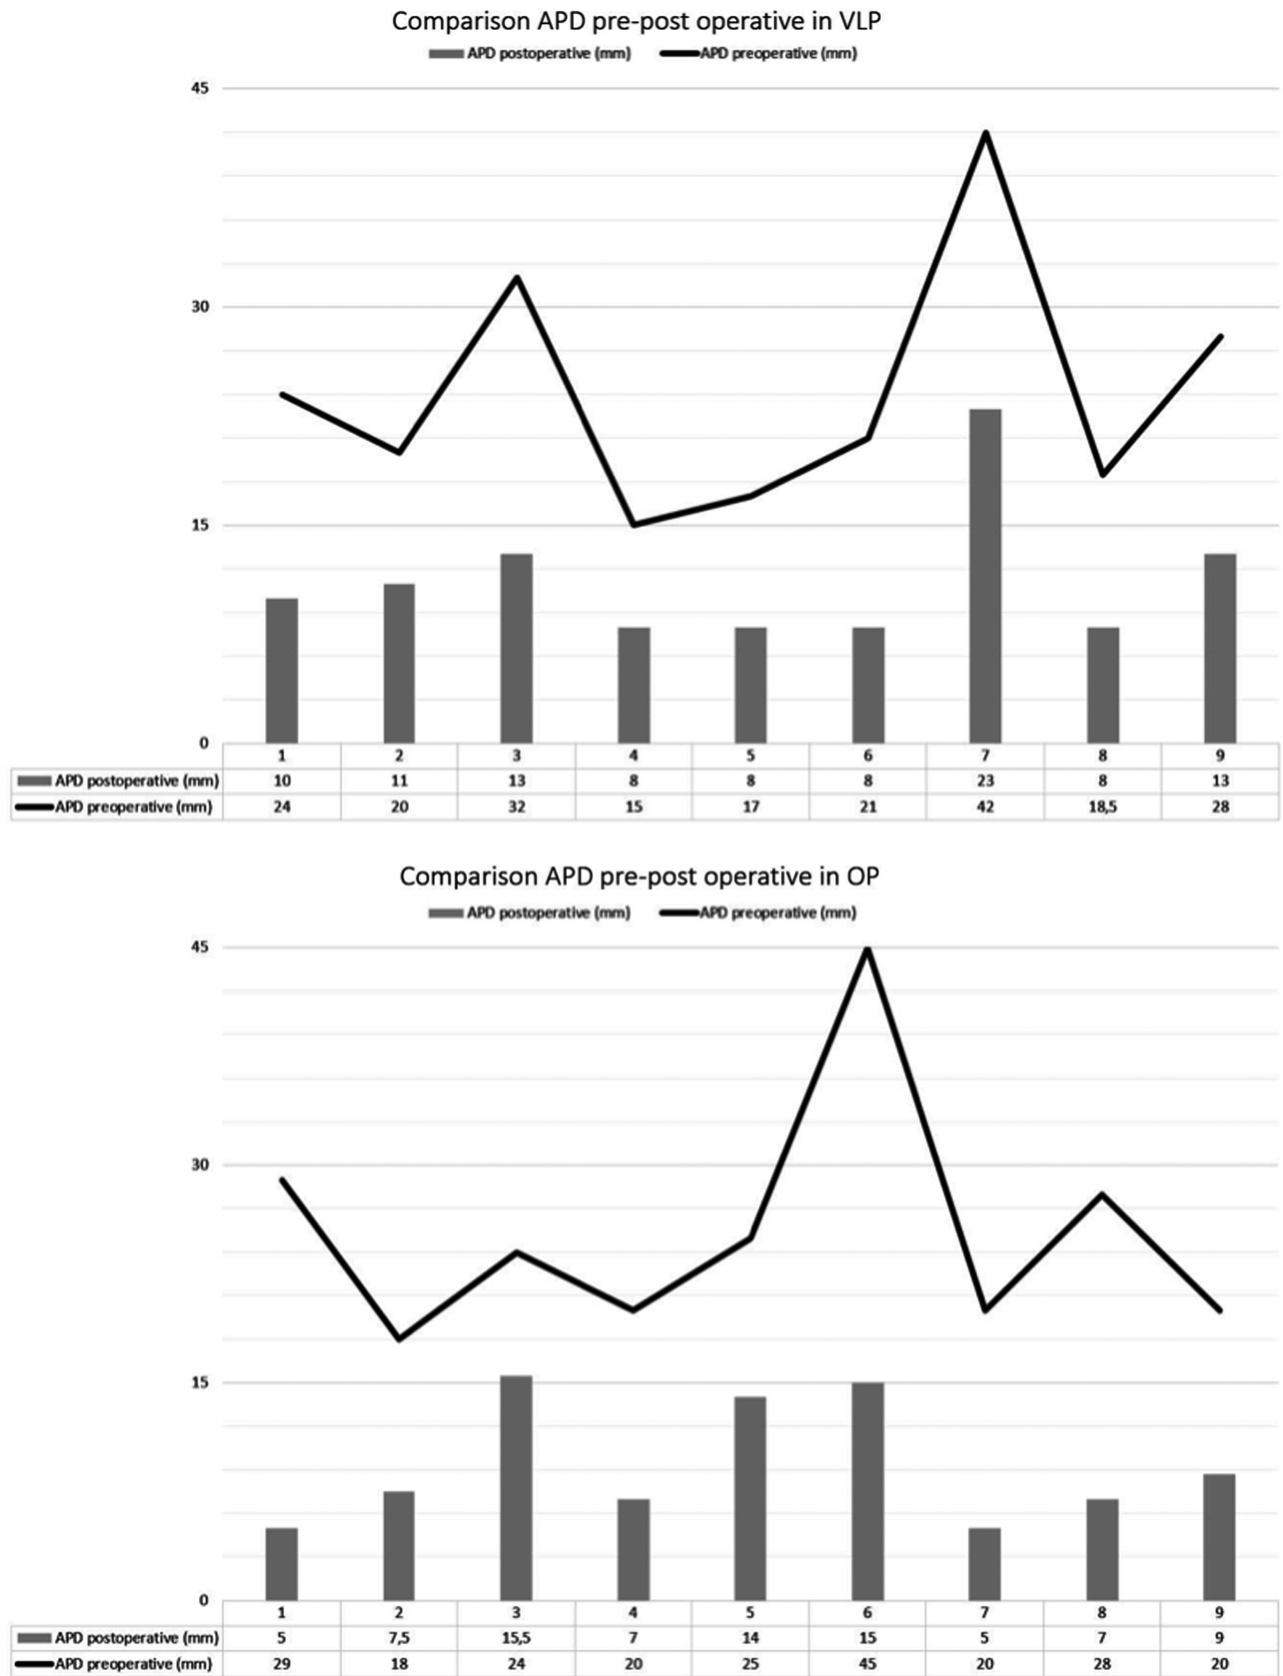 Comparison APD pre-post operative in VLP
APD postoperative (mm) APD preoperative (mm)
45
30
15
0
1 2 3 4 5 6 7 8 9
APD postoperative (mm) 10 11 13 8 8 8 23 8 13
APD preoperative (mm) 24 20 32 15 17 21 42 18,5 28
Comparison APD pre-post operative in OP
APD postoperative (mm) APD preoperative (mm)
45
30
15
0
1 2 3 4 5 6 7 8 9
APD postoperative (mm) 5 7,5 15,5 7 14 15 5 7 9
APD preoperative (mm) 29 18 24 20 25 45 20 28 20